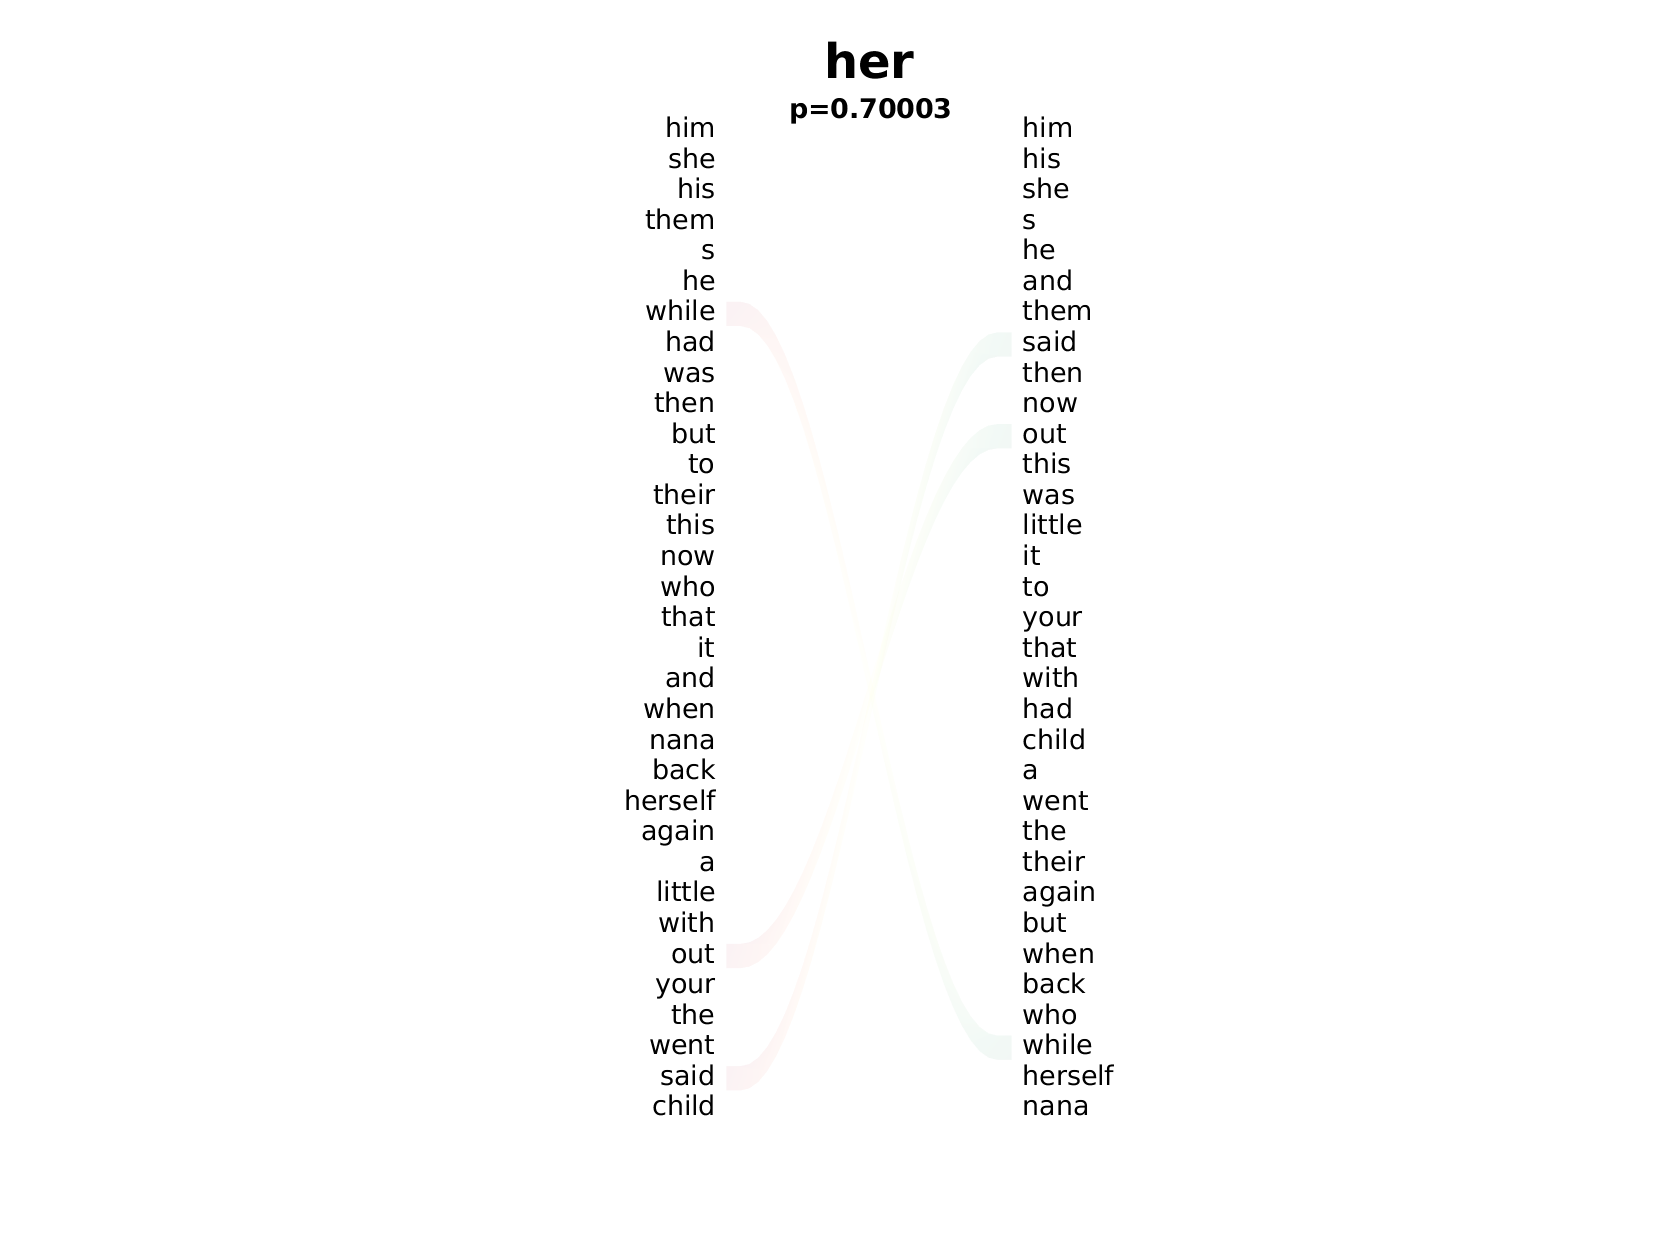 her
p=0.70003
him him
she his
his she
them s
s he
he and
while them
had said
was then
then now
but out
to this
their was
this little
now it
who to
that your
it that
and with
when had
nana child
back a
herself went
again the
a their
little again
with but
out when
your back
the who
went while
said herself
child nana